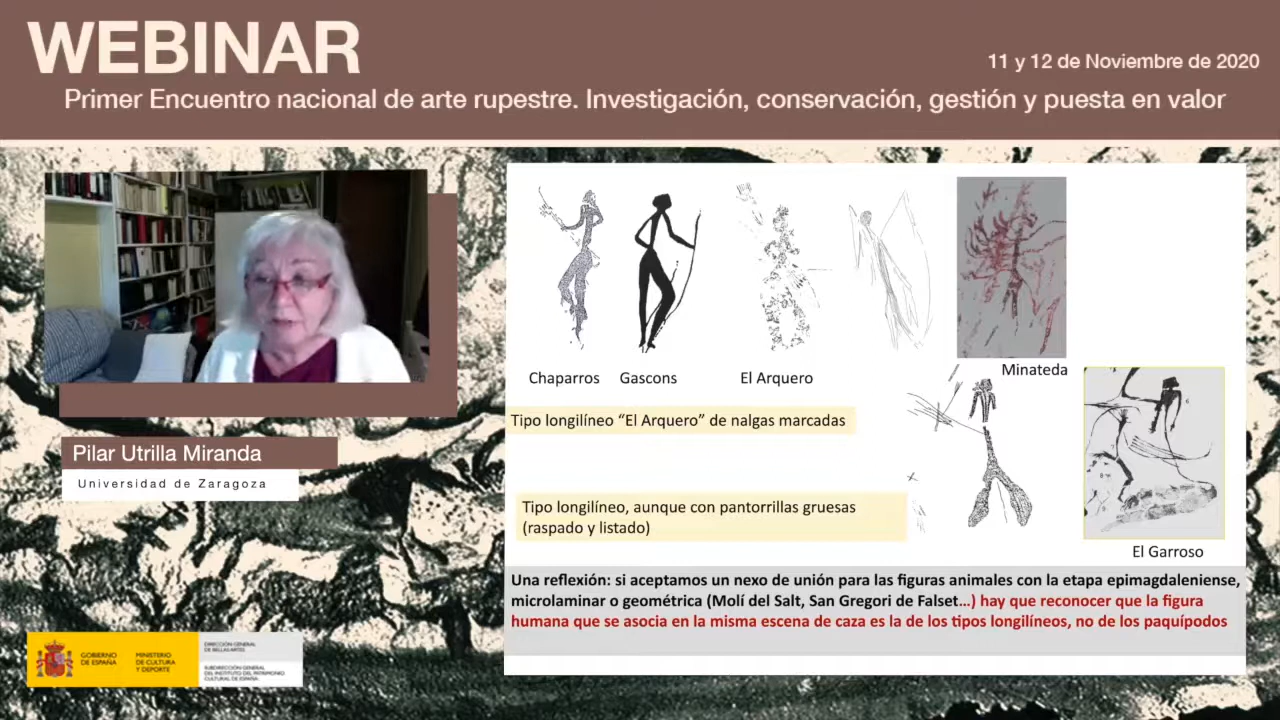 WEBINAR
11 y 12 de Noviembre de 2020
Primer Encuentro nacional de arte rupestre. Investigación, conservación, gestión y puesta en valor
Pilar Utrilla Miranda
Universidad de Zaragoza
GOBIERNO
DE ESPAÑA
MINISTERIO
DE CULTURA
Y DEPORTE
DIRECCIÓN GENERAL
DE BELLAS ARTES
SUBDIRECCIÓN GENERAL
DEL INSTITUTO DEL PATRIMONIO
CULTURAL DE ESPAÑA
Chaparros
Gascons
El Arquero
Minateda
Tipo longilíneo “El Arquero” de nalgas marcadas
Tipo longilíneo, aunque con pantorrillas gruesas
(raspado y listado)
El Garroso
Una reflexión: si aceptamos un nexo de unión para las figuras animales con la etapa epimagdaleniense,
microlaminar o geométrica (Molí del Salt, San Gregori de Falset…) hay que reconocer que la figura
humana que se asocia en la misma escena de caza es la de los tipos longilíneos, no de los paquípodos